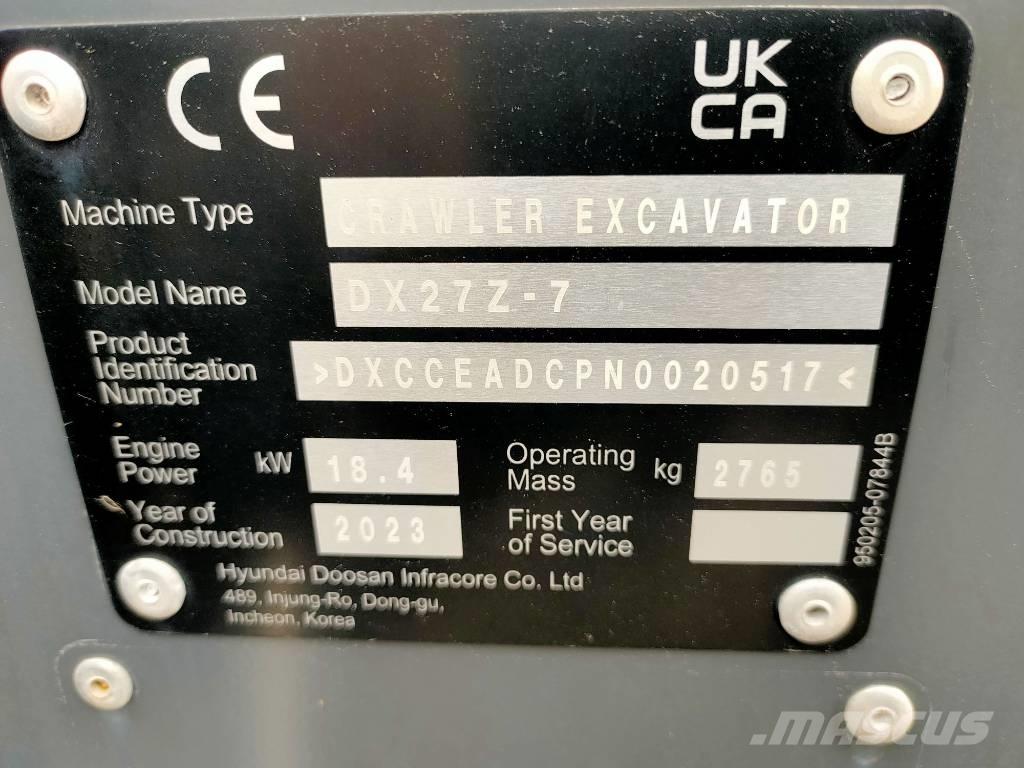 CE
UK
CA
Machine Type CRAWLER EXCAVATOR
Model Name DX27Z-7
Product
Identification
Number >DXCCEADCPN0020517<
Engine
Power kW 18.4
Operating
Mass kg 2765
Year of
Construction 2023
First Year
of Service
950205-07844B
Hyundai Doosan Infracore Co. Ltd
489, Injung-Ro, Dong-gu,
Incheon, Korea
MASCUS